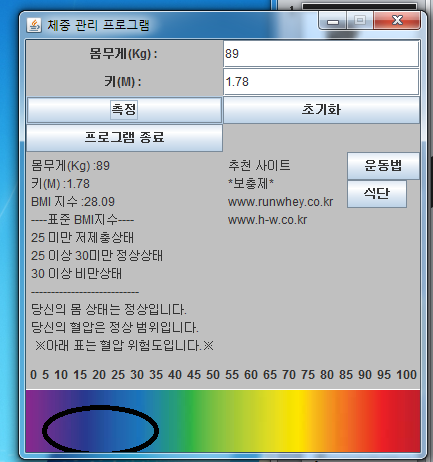 체중 관리 프로그램
몸무게(Kg) :
89
키(M) :
1.78
측정
초기화
프로그램 종료
몸무게(Kg) :89
키(M) :1.78
BMI 지수 :28.09
----표준 BMI지수----
25 미만 저제충상태
25 이상 30미만 정상상태
30 이상 비만상태
---------------------------
당신의 몸 상태는 정상입니다.
당신의 혈압은 정상 범위입니다.
※아래 표는 혈압 위험도입니다.※
추천 사이트
*보충제*
www.runwhey.co.kr
www.h-w.co.kr
운동법
식단
0 5 10 15 20 25 30 35 40 45 50 55 60 65 70 75 80 85 90 95 100